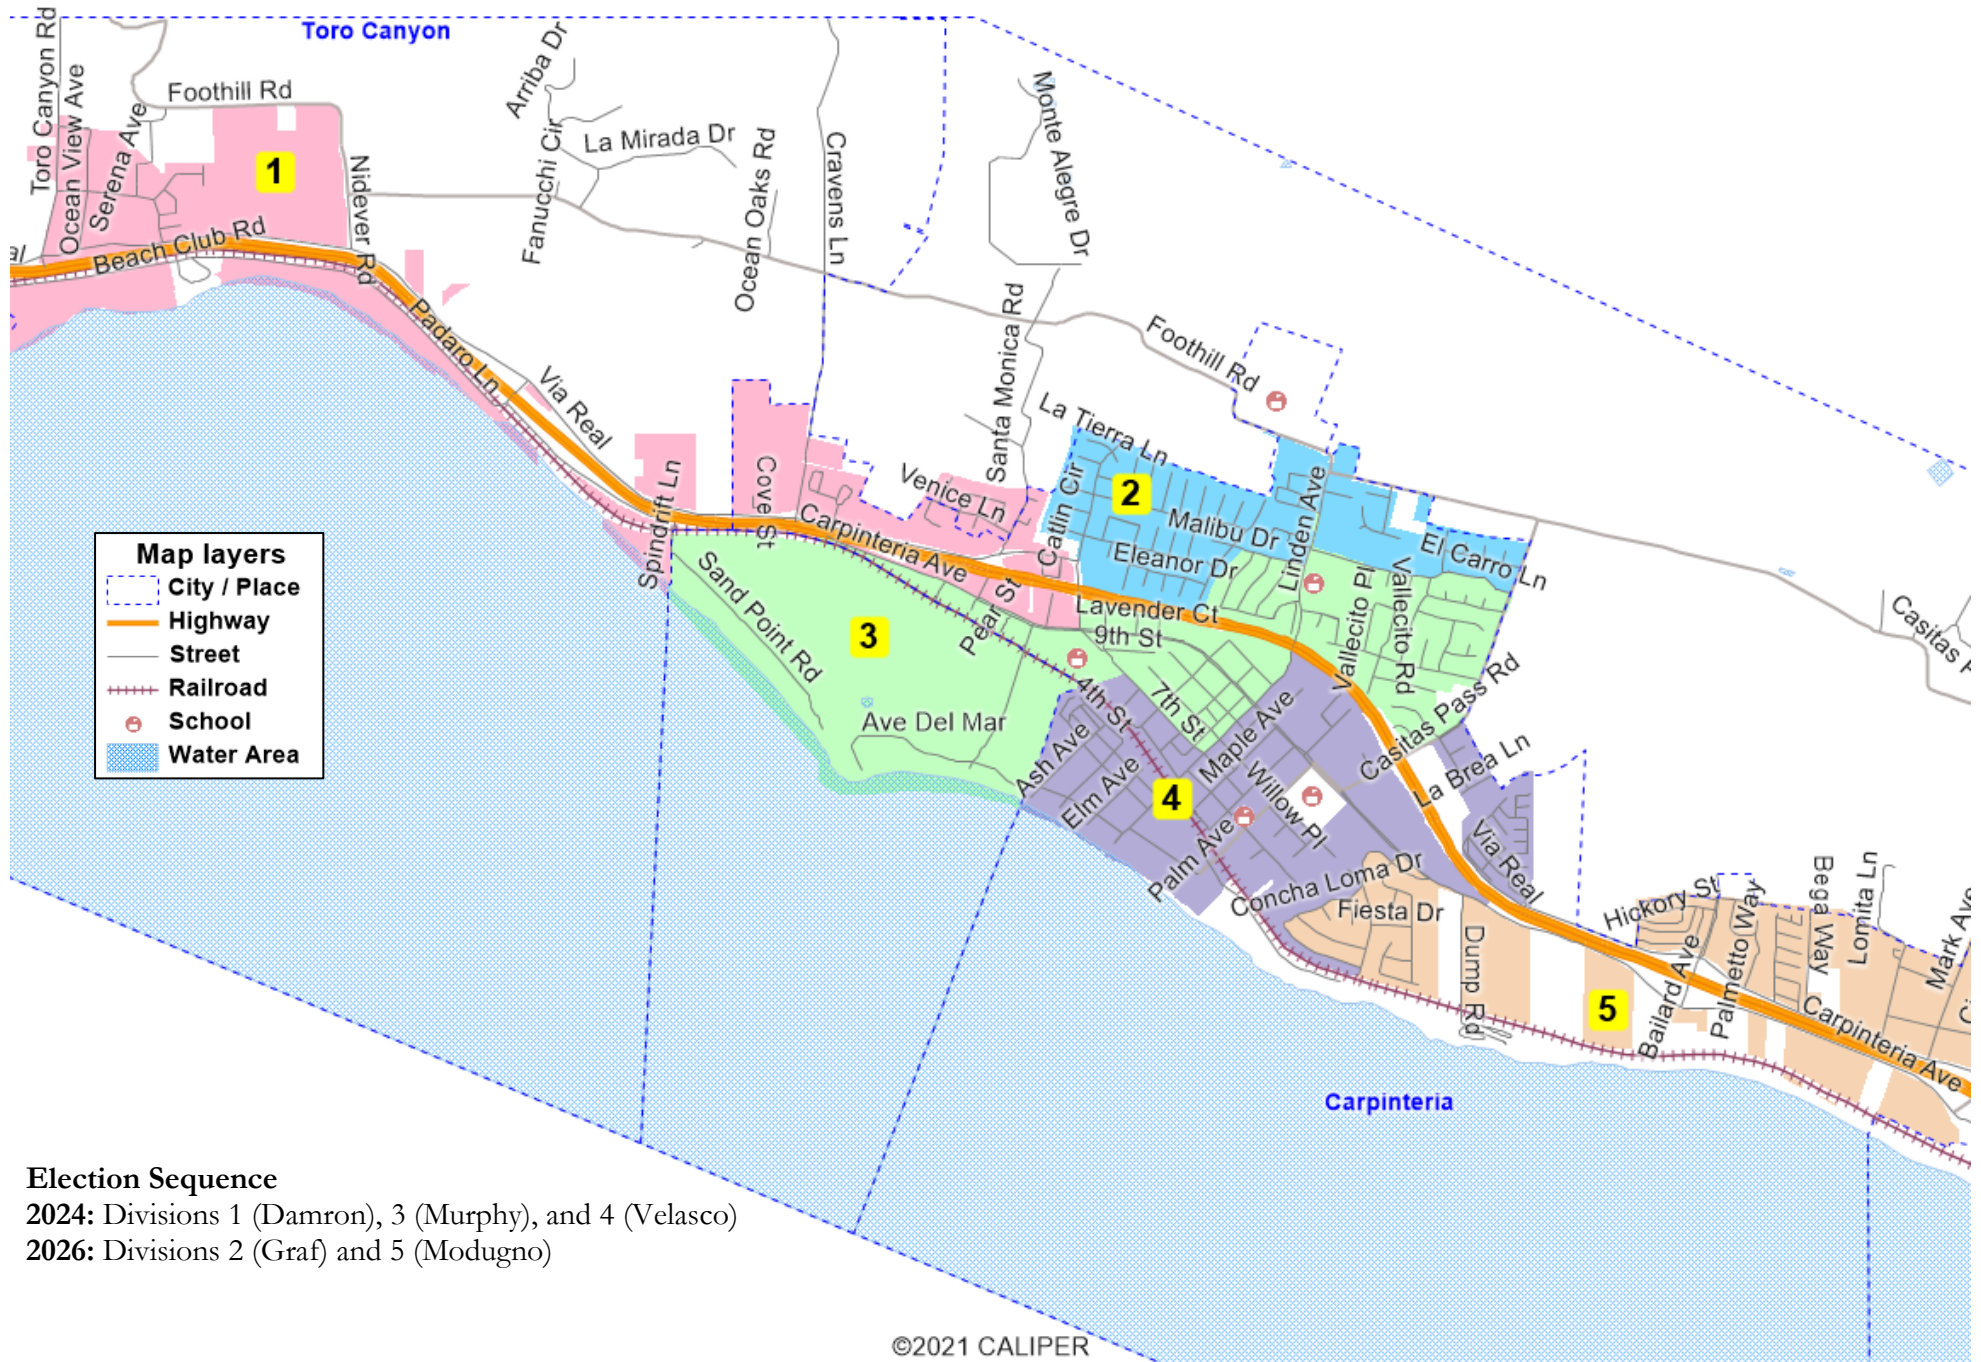 Toro Canyon
Toro Canyon Rd
Ocean View Ave
Serena Ave
Foothill Rd
1
Nidever Rd
Beach Club Rd
al
Arriba Dr
La Mirada Dr
Fanucchi Cir
Ocean Oaks Rd
Cravens Ln
Monte Alegre Dr
Padaro Ln
Via Real
Santa Monica Rd
Foothill Rd
La Tierra Ln
2
Catlin Cir
Venice Ln
Cove St
Spindrift Ln
Carpinteria Ave
Malibu Dr
Linden Ave
Eleanor Dr
El Carro Ln
Vallecito Pl
Vallecito Rd
Lavender Ct
9th St
Pear St
Sand Point Rd
3
Ave Del Mar
4th St
7th St
Maple Ave
Casitas Pass Rd
La Brea Ln
Casitas
Ash Ave
Elm Ave
4
Willow Pl
Palm Ave
Concha Loma Dr
Via Real
Fiesta Dr
Dump Rd
Hickory St
5
Bailard Ave
Palmetto Way
Bega Way
Lomita Ln
Mark Ave
Ci
Carpinteria Ave
Carpinteria
Map layers
City / Place
Highway
Street
Railroad
School
Water Area
Election Sequence
2024: Divisions 1 (Damron), 3 (Murphy), and 4 (Velasco)
2026: Divisions 2 (Graf) and 5 (Modugno)
©2021 CALIPER